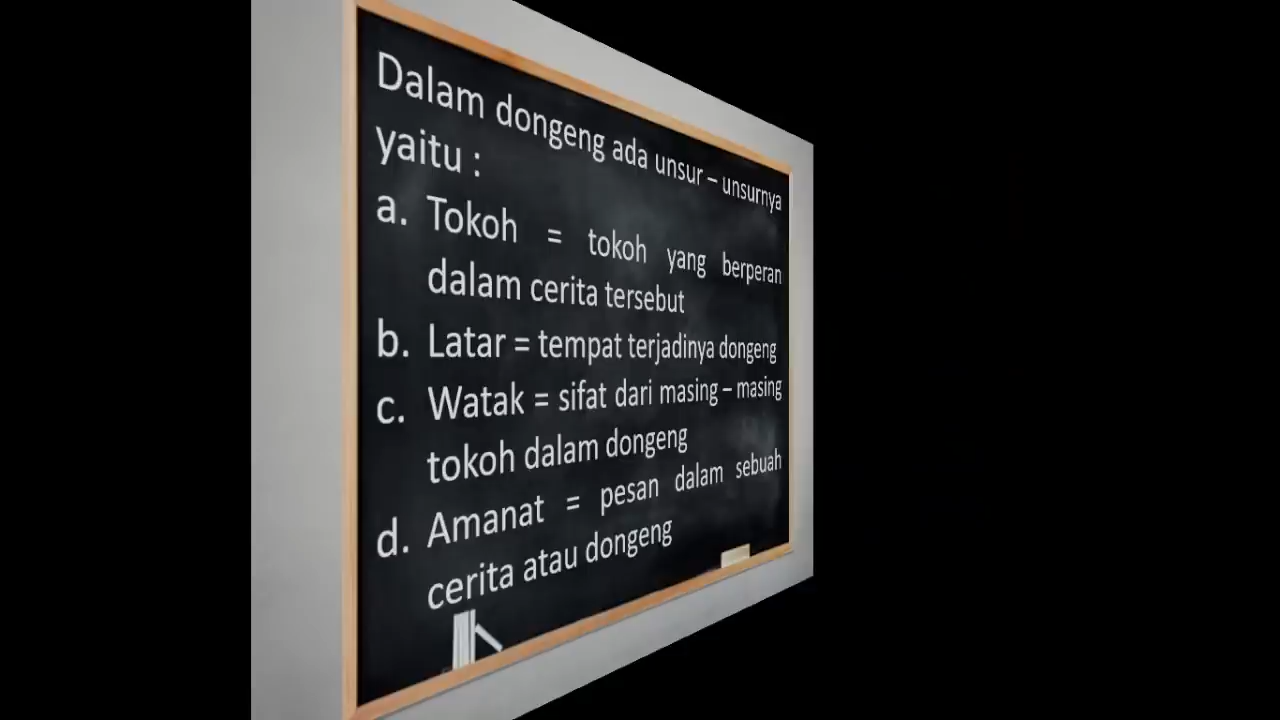 Dalam dongeng ada unsur – unsurnya
yaitu :
a. Tokoh = tokoh yang berperan
dalam cerita tersebut
b. Latar = tempat terjadinya dongeng
c. Watak = sifat dari masing – masing
tokoh dalam dongeng
d. Amanat = pesan dalam sebuah
cerita atau dongeng